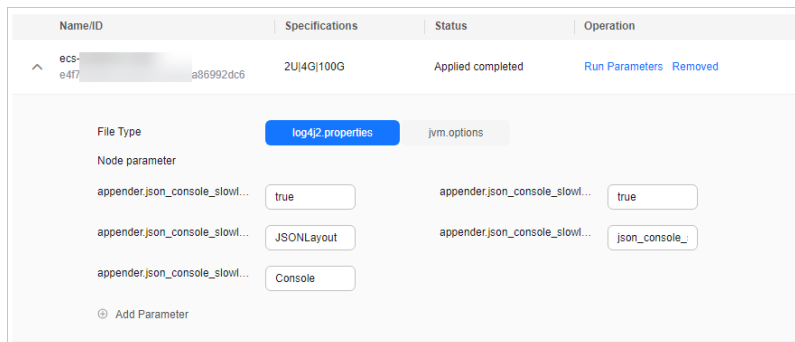 Name/ID Specifications Status Operation
ecs-
e4f7 a86992dc6 2U|4G|100G Applied completed Run Parameters Removed
File Type log4j2.properties jvm.options
Node parameter
appender.json_console_slowl... true appender.json_console_slowl... true
appender.json_console_slowl... JSONLayout appender.json_console_slowl... json_console_
appender.json_console_slowl... Console
Add Parameter